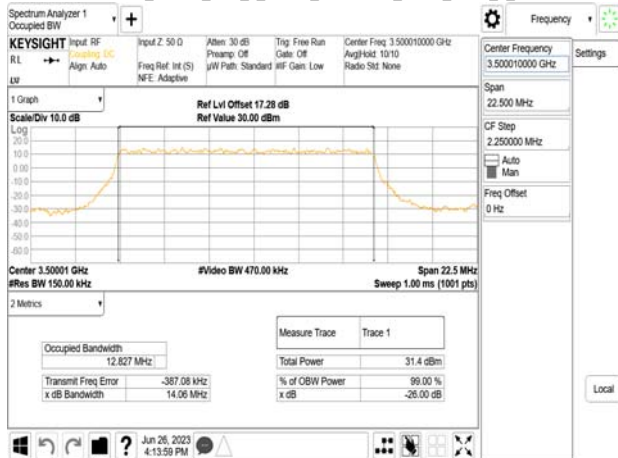 Spectrum Analyzer 1
Occupied BW
Frequency
KEYSIGHT
Input: RF
Coupling: DC
Align: Auto
Input Z: 50 Ω
Freq Ref: Int (S)
NFE: Adaptive
Atten: 30 dB
Preamp: Off
µW Path: Standard
Trig: Free Run
Gate: Off
#IF Gain: Low
Center Freq: 3.500010000 GHz
Avg|Hold: 10/10
Radio Std: None
RL
Center Frequency
3.500010000 GHz
Settings
Span
22.500 MHz
CF Step
2.250000 MHz
Auto
Man
Freq Offset
0 Hz
Local
1 Graph
Scale/Div 10.0 dB
Ref Lvl Offset 17.28 dB
Ref Value 30.00 dBm
Log
20.0
10.0
0.00
-10.0
-20.0
-30.0
-40.0
-50.0
-60.0
Center 3.50001 GHz
#Res BW 150.00 kHz
#Video BW 470.00 kHz
Span 22.5 MHz
Sweep 1.00 ms (1001 pts)
2 Metrics
Measure Trace Trace 1
Occupied Bandwidth
12.827 MHz
Total Power 31.4 dBm
Transmit Freq Error -387.08 kHz
% of OBW Power 99.00 %
x dB Bandwidth 14.06 MHz
x dB -26.00 dB
?
Jun 26, 2023
4:13:59 PM